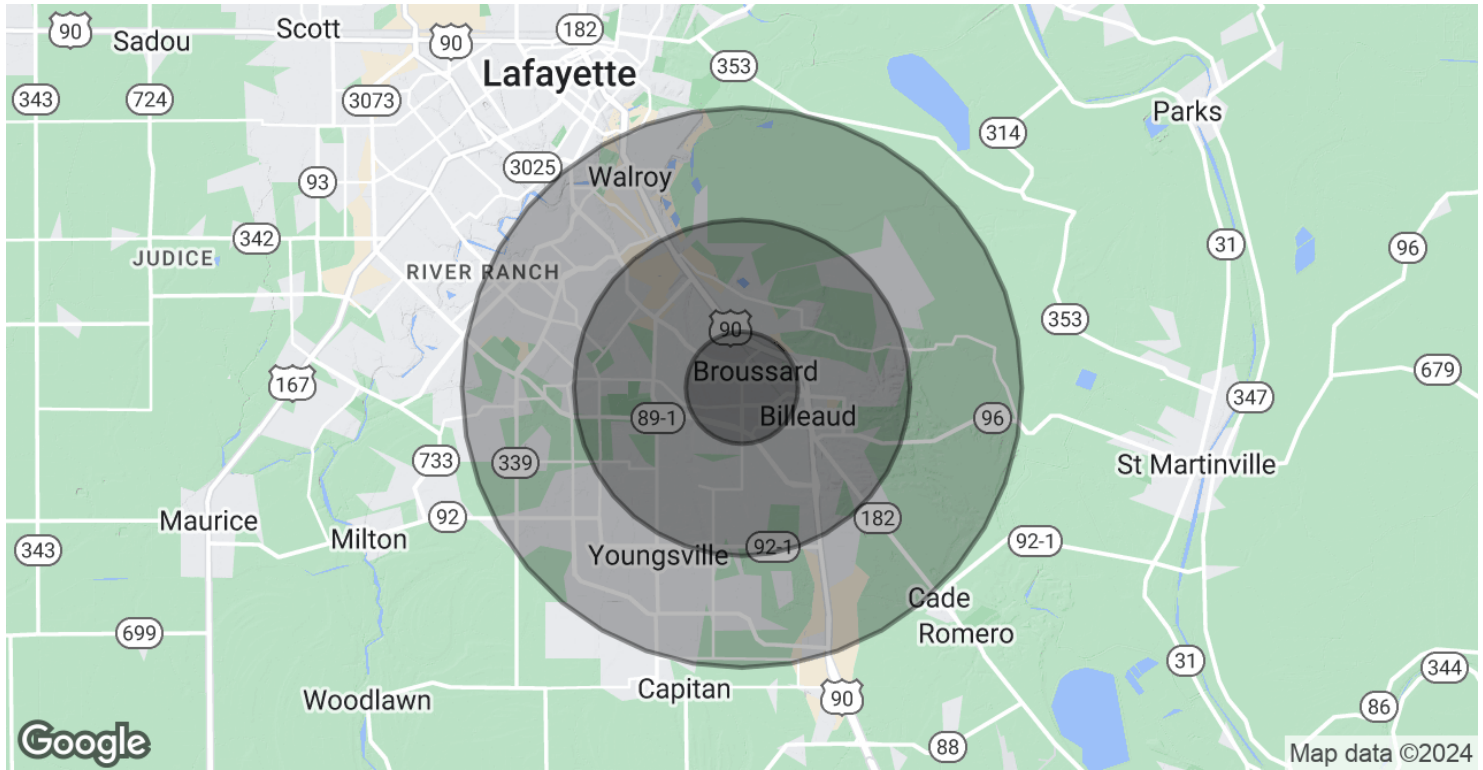 90
Scott
182
Sadou
90
Lafayette
353
343
724
3073
Parks
314
3025
Walroy
93
342
31
96
JUDICE
RIVER RANCH
353
90
Broussard
167
679
89-1
Billeaud
96
347
733
339
St Martinville
92
182
Maurice
Milton
343
Youngsville
92-1
92-1
Cade
699
Romero
31
344
Woodlawn
Capitan
90
86
88
Google
Map data ©2024